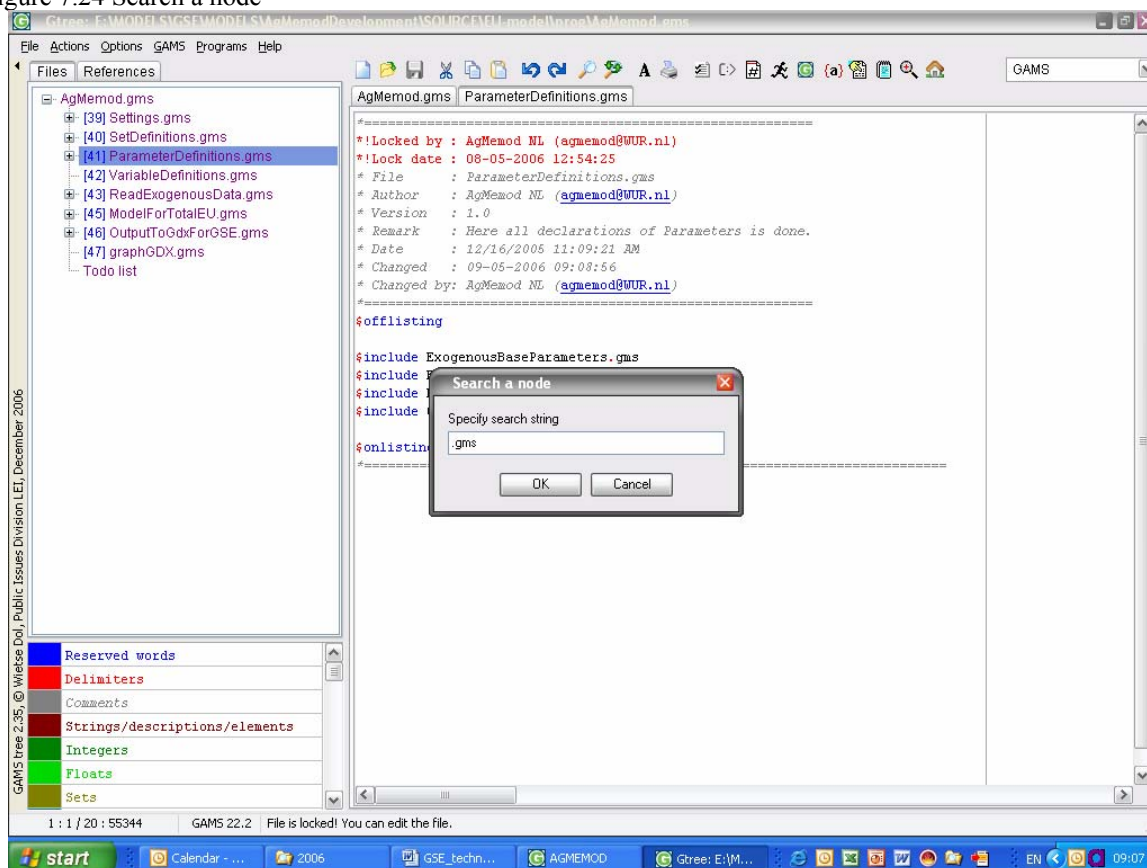 Figure 7.24 Search a node
Gtree: E:\MODELS\GSE\MODELS\AgMemodDevelopment\SOURCE\EU-model\prog\AgMemod.gms
File Actions Options GAMS Programs Help
Files References
GAMS
AgMemod.gms
[39] Settings.gms
[40] SetDefinitions.gms
[41] ParameterDefinitions.gms
[42] VariableDefinitions.gms
[43] ReadExogenousData.gms
[45] ModelForTotalEU.gms
[46] OutputToGdxForGSE.gms
[47] graphGDX.gms
Todo list
AgMemod.gms ParameterDefinitions.gms
*!Locked by : AgMemod NL (agmemod@WUR.nl)
*!Lock date : 08-05-2006 12:54:25
* File : ParameterDefinitions.gms
* Author : AgMemod NL (agmemod@WUR.nl)
* Version : 1.0
* Remark : Here all declarations of Parameters is done.
* Date : 12/16/2005 11:09:21 AM
* Changed : 09-05-2006 09:08:56
* Changed by: AgMemod NL (agmemod@WUR.nl)
*=====================================================
$offlisting
$include ExogenousBaseParameters.gms
$include
$include
$include
$onlisting
Search a node
Specify search string
.gms
OK Cancel
Reserved words
Delimiters
Comments
Strings/descriptions/elements
Integers
Floats
Sets
GAMS tree 2.35, © Wietse Dol, Public Issues Division LEI, December 2006
1 : 1 / 20 : 55344 GAMS 22.2 File is locked! You can edit the file.
start Calendar - ... 2006 GSE_techn... AGMEMOD Gtree: E:\M... EN 09:07